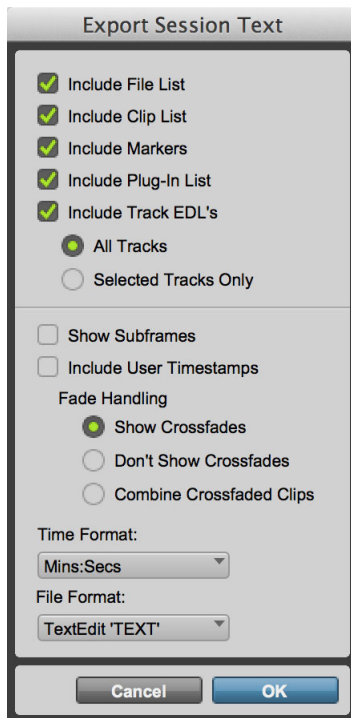 Export Session Text
Include File List
Include Clip List
Include Markers
Include Plug-In List
Include Track EDL's
All Tracks
Selected Tracks Only
Show Subframes
Include User Timestamps
Fade Handling
Show Crossfades
Don't Show Crossfades
Combine Crossfaded Clips
Time Format:
Mins:Secs
File Format:
TextEdit 'TEXT'
Cancel
OK